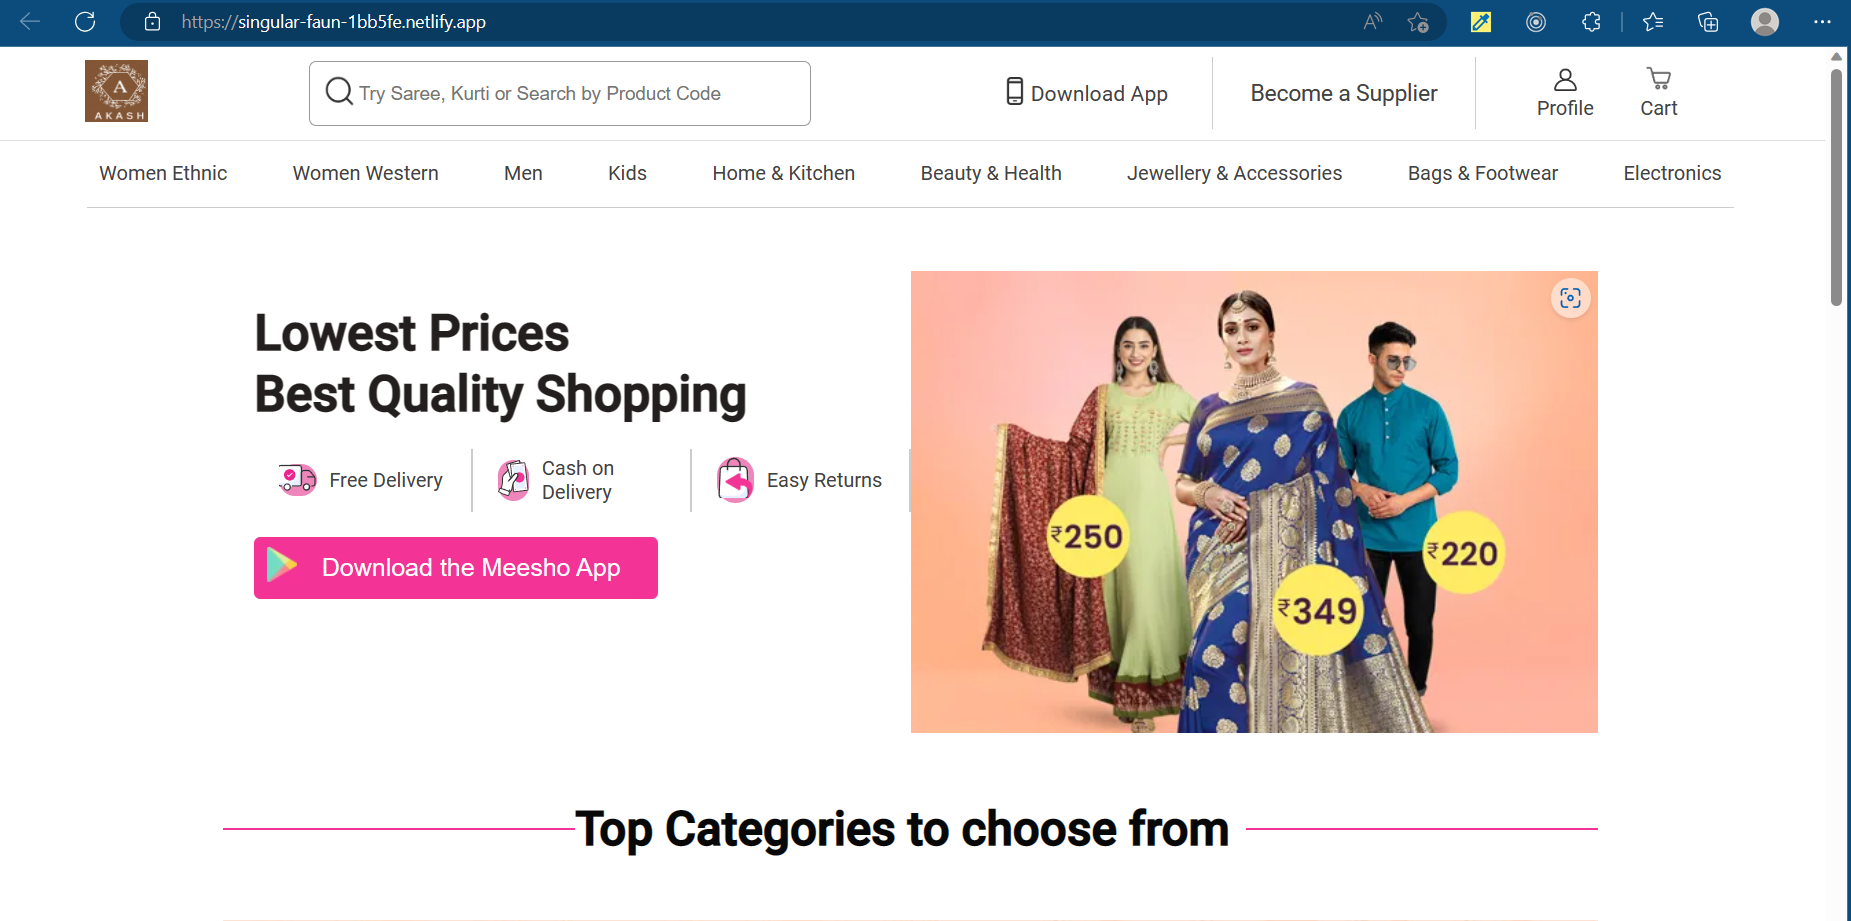 https://singular-faun-1bb5fe.netlify.app
A
AKASH
Try Saree, Kurti or Search by Product Code
Download App
Become a Supplier
Profile
Cart
Women Ethnic
Women Western
Men
Kids
Home & Kitchen
Beauty & Health
Jewellery & Accessories
Bags & Footwear
Electronics
Lowest Prices
Best Quality Shopping
Free Delivery
Cash on
Delivery
Easy Returns
Download the Meesho App
₹250
₹349
₹220
Top Categories to choose from